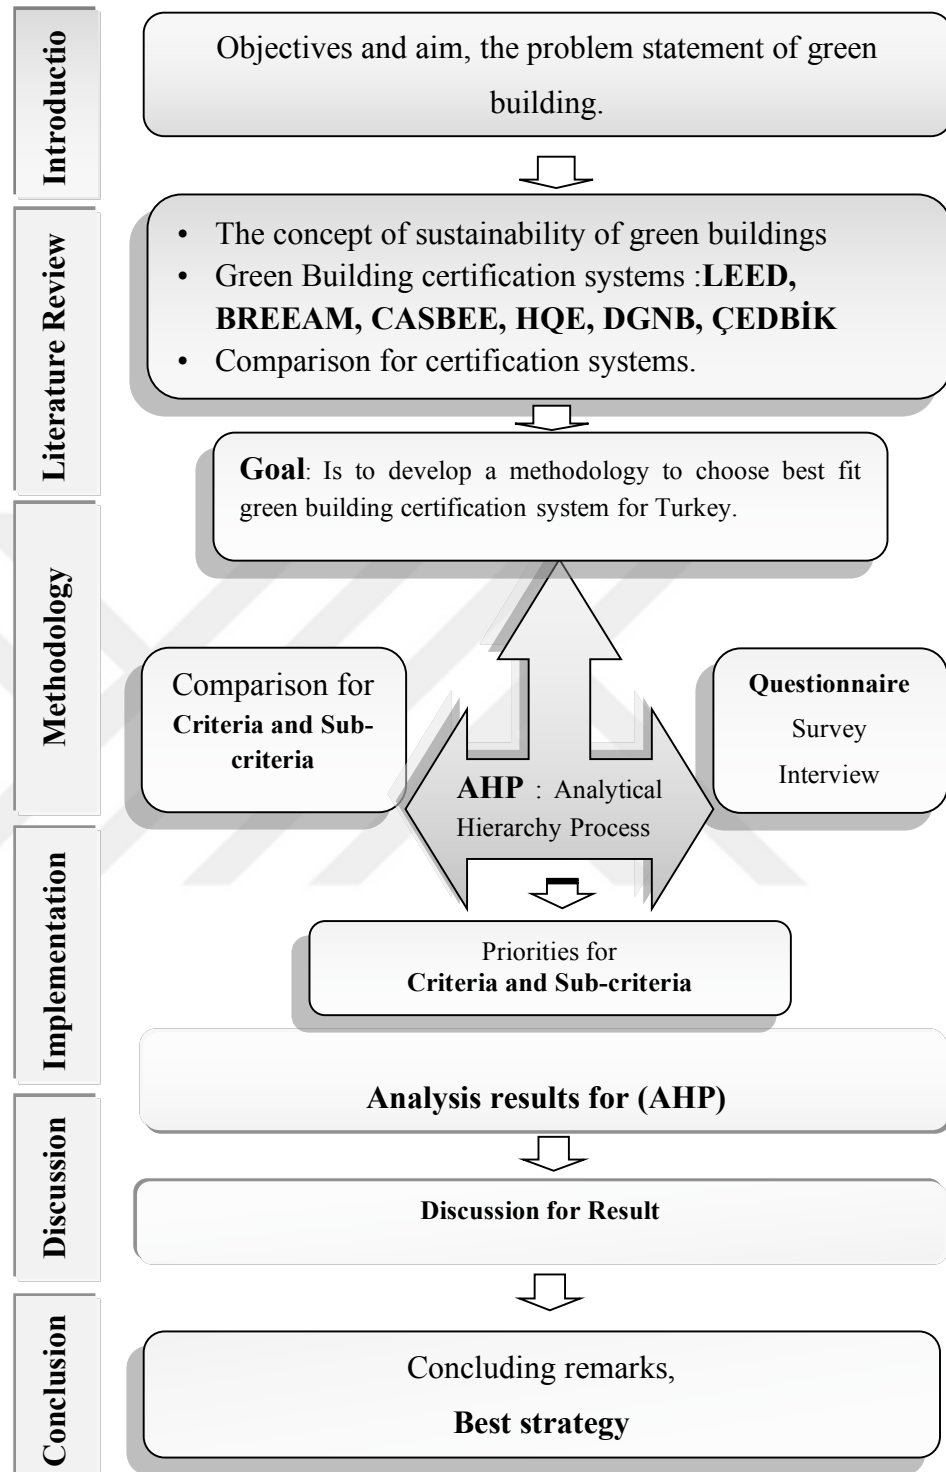 Introductio
Objectives and aim, the problem statement of green
building.
Literature Review
• The concept of sustainability of green buildings
• Green Building certification systems :LEED,
BREEAM, CASBEE, HQE, DGNB, ÇEDBİK
• Comparison for certification systems.
Goal: Is to develop a methodology to choose best fit
green building certification system for Turkey.
Methodology
Comparison for
Criteria and Sub-
criteria
AHP : Analytical
Hierarchy Process
Questionnaire
Survey
Interview
Implementation
Priorities for
Criteria and Sub-criteria
Analysis results for (AHP)
Discussion
Discussion for Result
Conclusion
Concluding remarks,
Best strategy